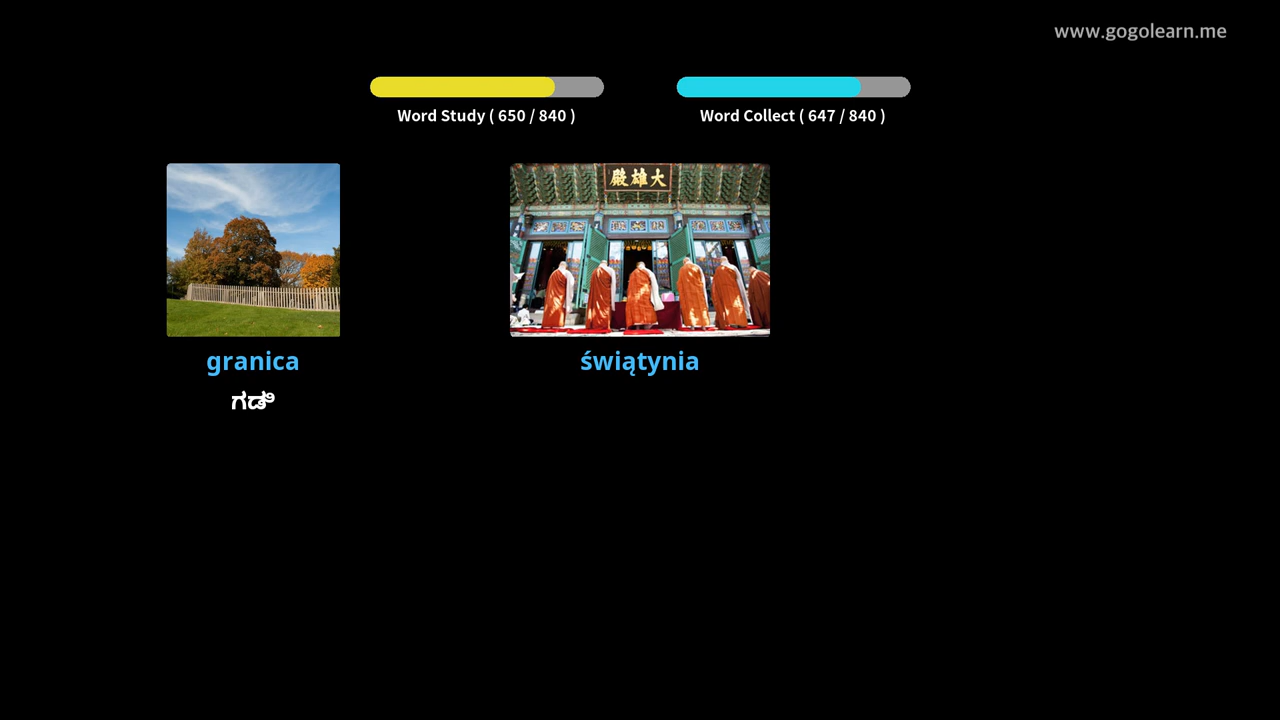 www.gogolearn.me
Word Study ( 650 / 840 )
Word Collect ( 647 / 840 )
殿雄大
granica
świątynia
ಗಡಿ